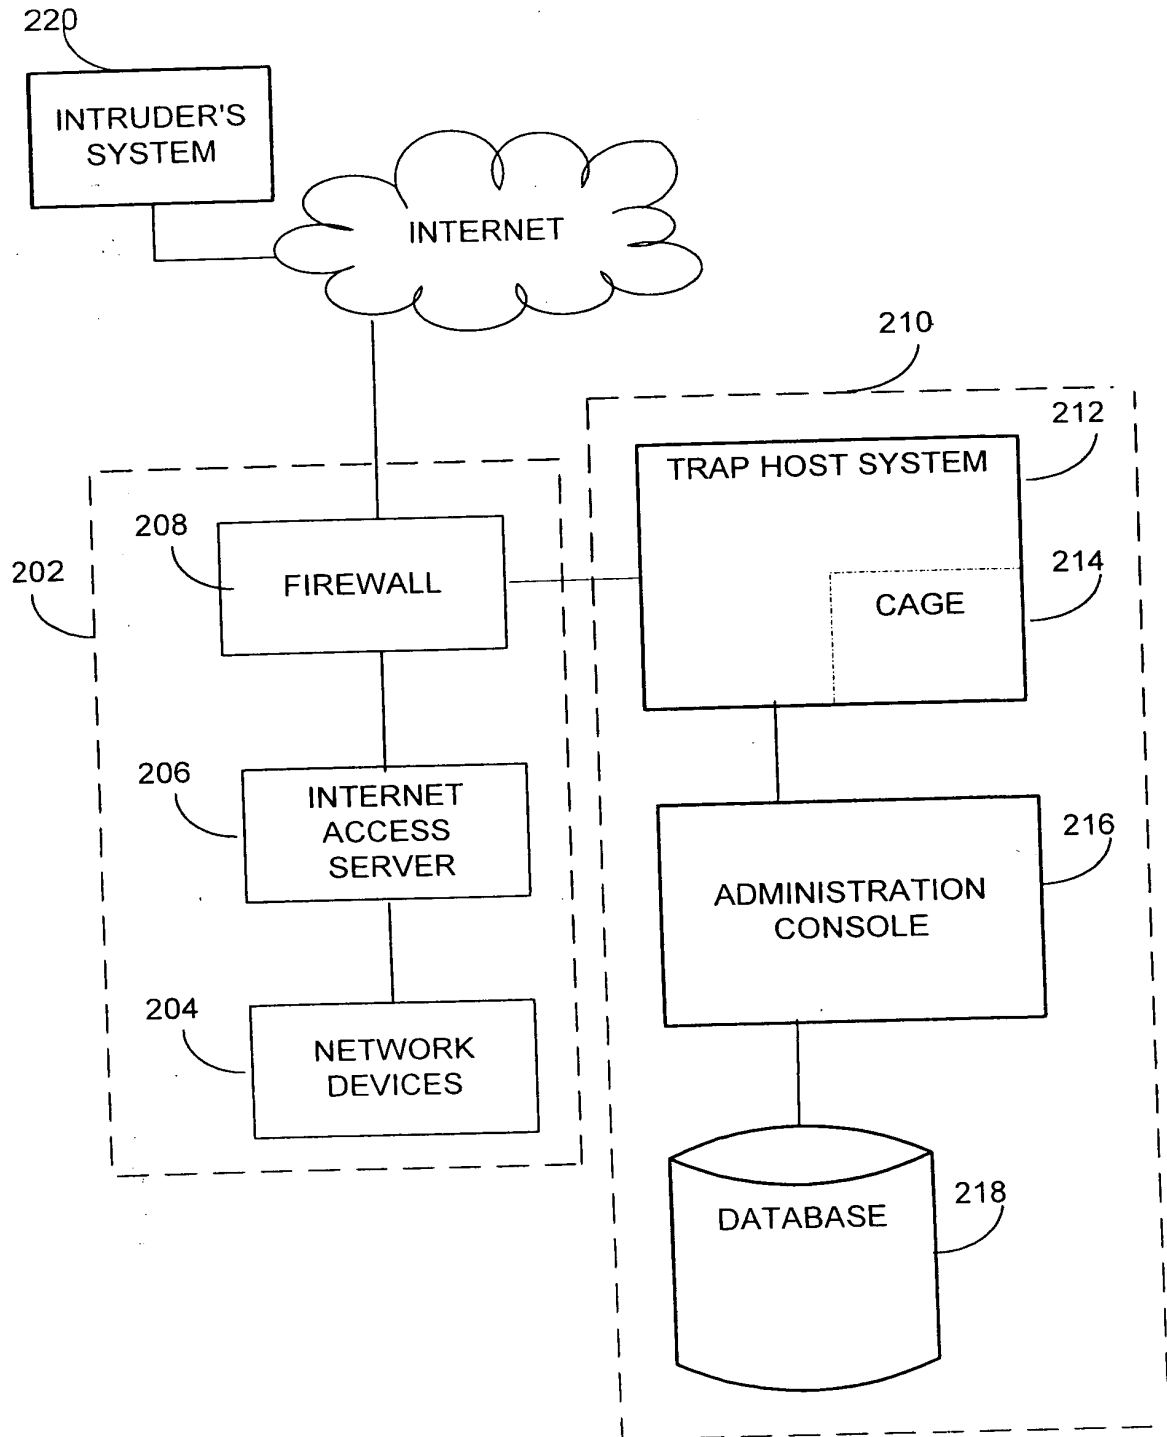 220
INTRUDER'S
SYSTEM
INTERNET
210
212
TRAP HOST SYSTEM
208
202
FIREWALL
214
CAGE
206
INTERNET
ACCESS
SERVER
216
ADMINISTRATION
CONSOLE
204
NETWORK
DEVICES
218
DATABASE